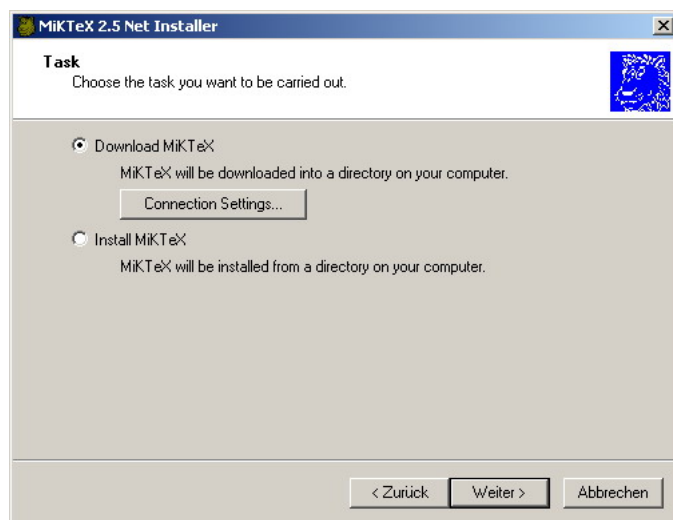 MiKTeX 2.5 Net Installer
Task
Choose the task you want to be carried out.
Download MiKTeX
MiKTeX will be downloaded into a directory on your computer.
Connection Settings...
Install MiKTeX
MiKTeX will be installed from a directory on your computer.
< Zurück Weiter > Abbrechen